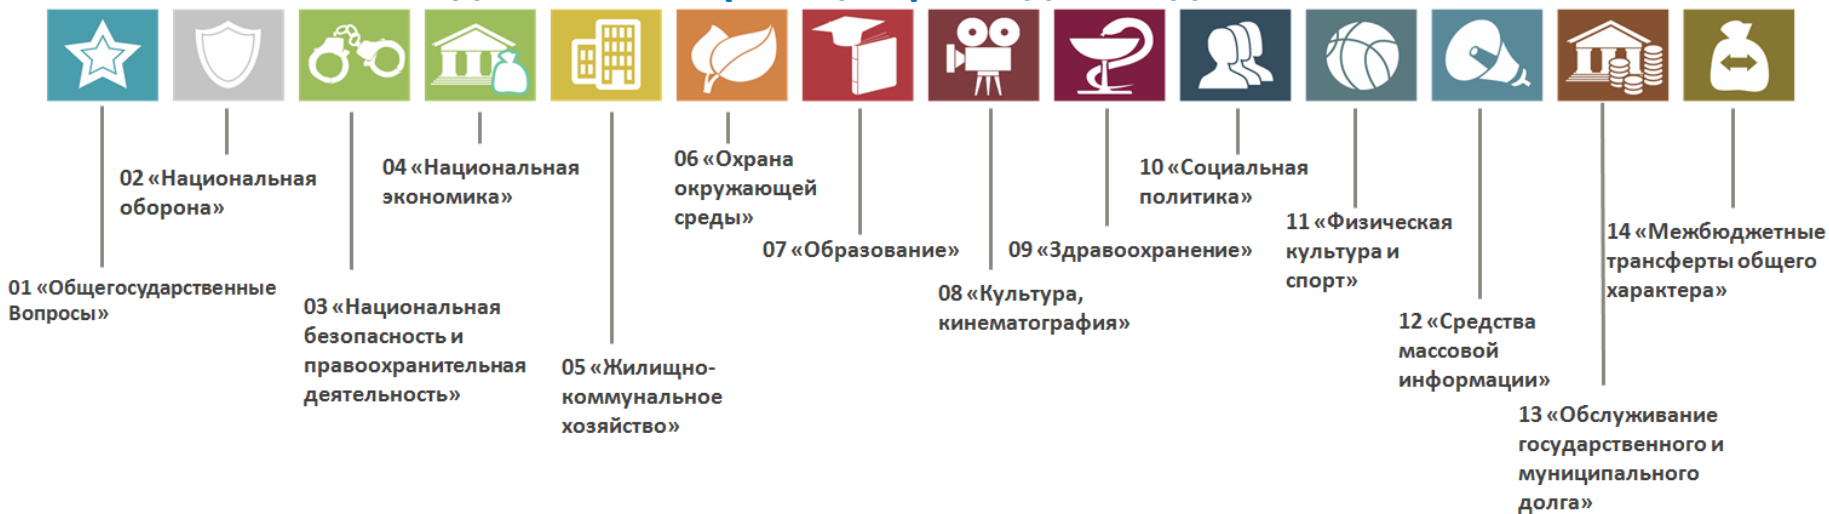 01 «Общегосударственные
Вопросы»
02 «Национальная
оборона»
03 «Национальная
безопасность и
правоохранительная
деятельность»
04 «Национальная
экономика»
05 «Жилищно-
коммунальное
хозяйство»
06 «Охрана
окружающей
среды»
07 «Образование»
08 «Культура,
кинематография»
09 «Здравоохранение»
10 «Социальная
политика»
11 «Физическая
культура и
спорт»
12 «Средства
массовой
информации»
13 «Обслуживание
государственного и
муниципального
долга»
14 «Межбюджетные
трансферты общего
характера»